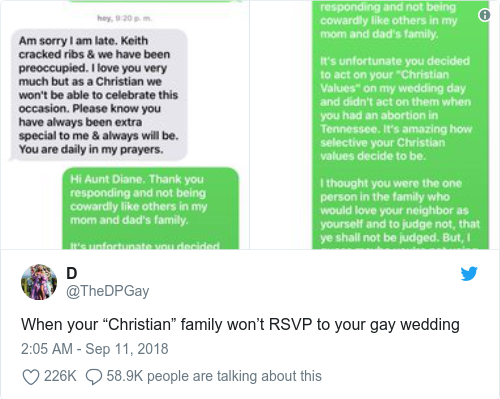 hey, 9:20 p. m.
Am sorry I am late. Keith
cracked ribs & we have been
preoccupied. I love you very
much but as a Christian we
won't be able to celebrate this
occasion. Please know you
have always been extra
special to me & always will be.
You are daily in my prayers.
Hi Aunt Diane. Thank you
responding and not being
cowardly like others in my
mom and dad's family.
It's unfortunate you decided
responding and not being
cowardly like others in my
mom and dad's family.
It's unfortunate you decided
to act on your "Christian
Values" on my wedding day
and didn't act on them when
you had an abortion in
Tennessee. It's amazing how
selective your Christian
values decide to be.
I thought you were the one
person in the family who
would love your neighbor as
yourself and to judge not, that
ye shall not be judged. But, I
D
@TheDPGay
When your “Christian” family won’t RSVP to your gay wedding
2:05 AM - Sep 11, 2018
226K 58.9K people are talking about this